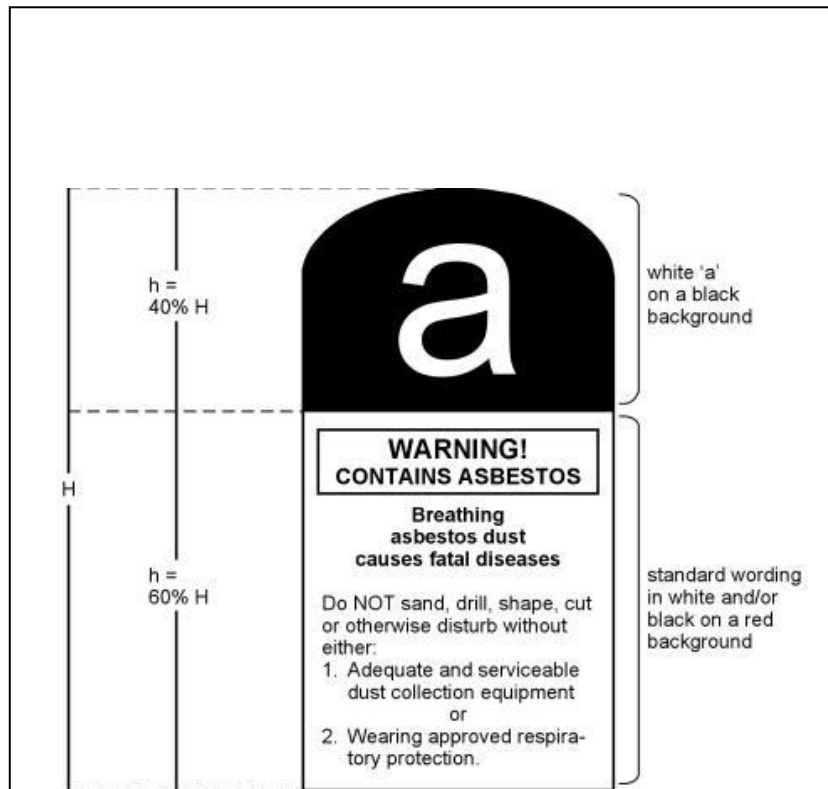 a
h =
40% H
white ‘a’
on a black
background
WARNING!
CONTAINS ASBESTOS
H
Breathing
asbestos dust
causes fatal diseases
h =
60% H
standard wording
in white and/or
black on a red
background
Do NOT sand, drill, shape, cut
or otherwise disturb without
either:
1. Adequate and serviceable
dust collection equipment
or
2. Wearing approved respira-
tory protection.